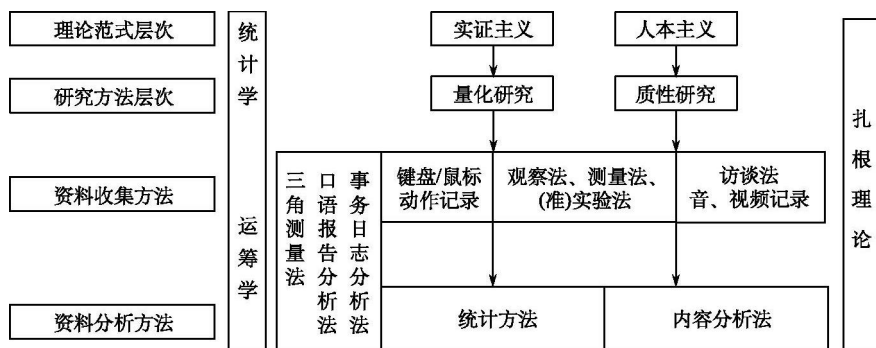 理论范式层次
研究方法层次
资料收集方法
资料分析方法
统计学 运筹学
实证主义
人本主义
量化研究
质性研究
三角测量法
口语报告分析法
事务日志分析法
键盘/鼠标
动作记录
观察法、测量法、
(准)实验法
访谈法
音、视频记录
统计方法
内容分析法
扎根理论